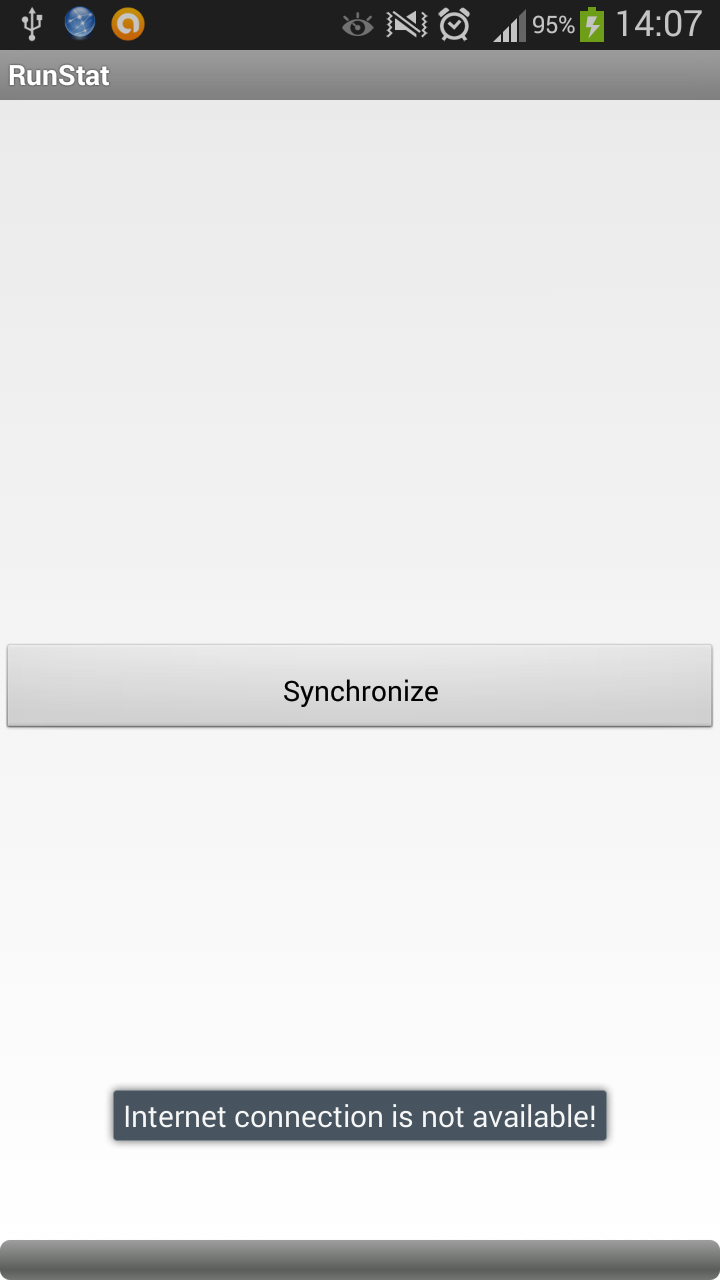 95% 14:07
RunStat
Synchronize
Internet connection is not available!